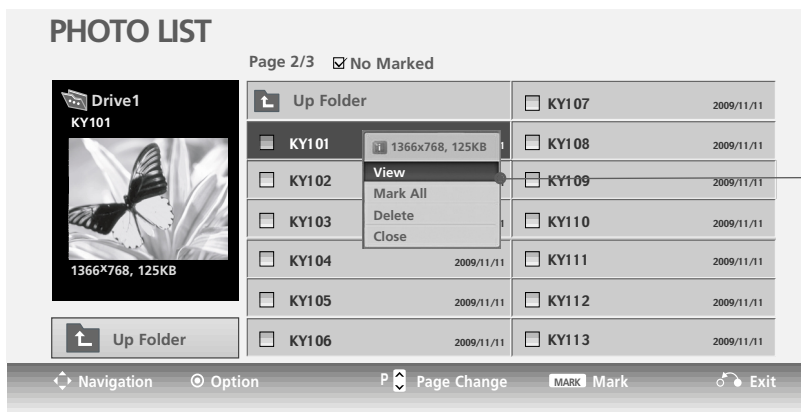 PHOTO LIST
Page 2/3 No Marked
Drive1
KY101
1366x768, 125KB
Up Folder
Up Folder
KY101 1
KY102
KY103
KY104 2009/11/11
KY105 2009/11/11
KY106 2009/11/11
1366x768, 125KB
View
Mark All
Delete
Close
KY107 2009/11/11
KY108 2009/11/11
KY109 2009/11/11
KY110 2009/11/11
KY111 2009/11/11
KY112 2009/11/11
KY113 2009/11/11
Navigation Option P Page Change MARK Mark Exit